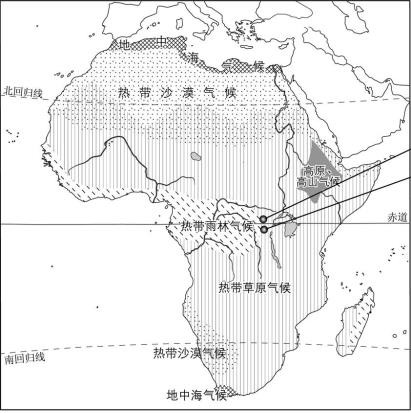 地中海气候
北回归线
热带沙漠气候
高原、
高山气候
赤道
热带雨林气候
热带草原气候
热带沙漠气候
南回归线
地中海气候